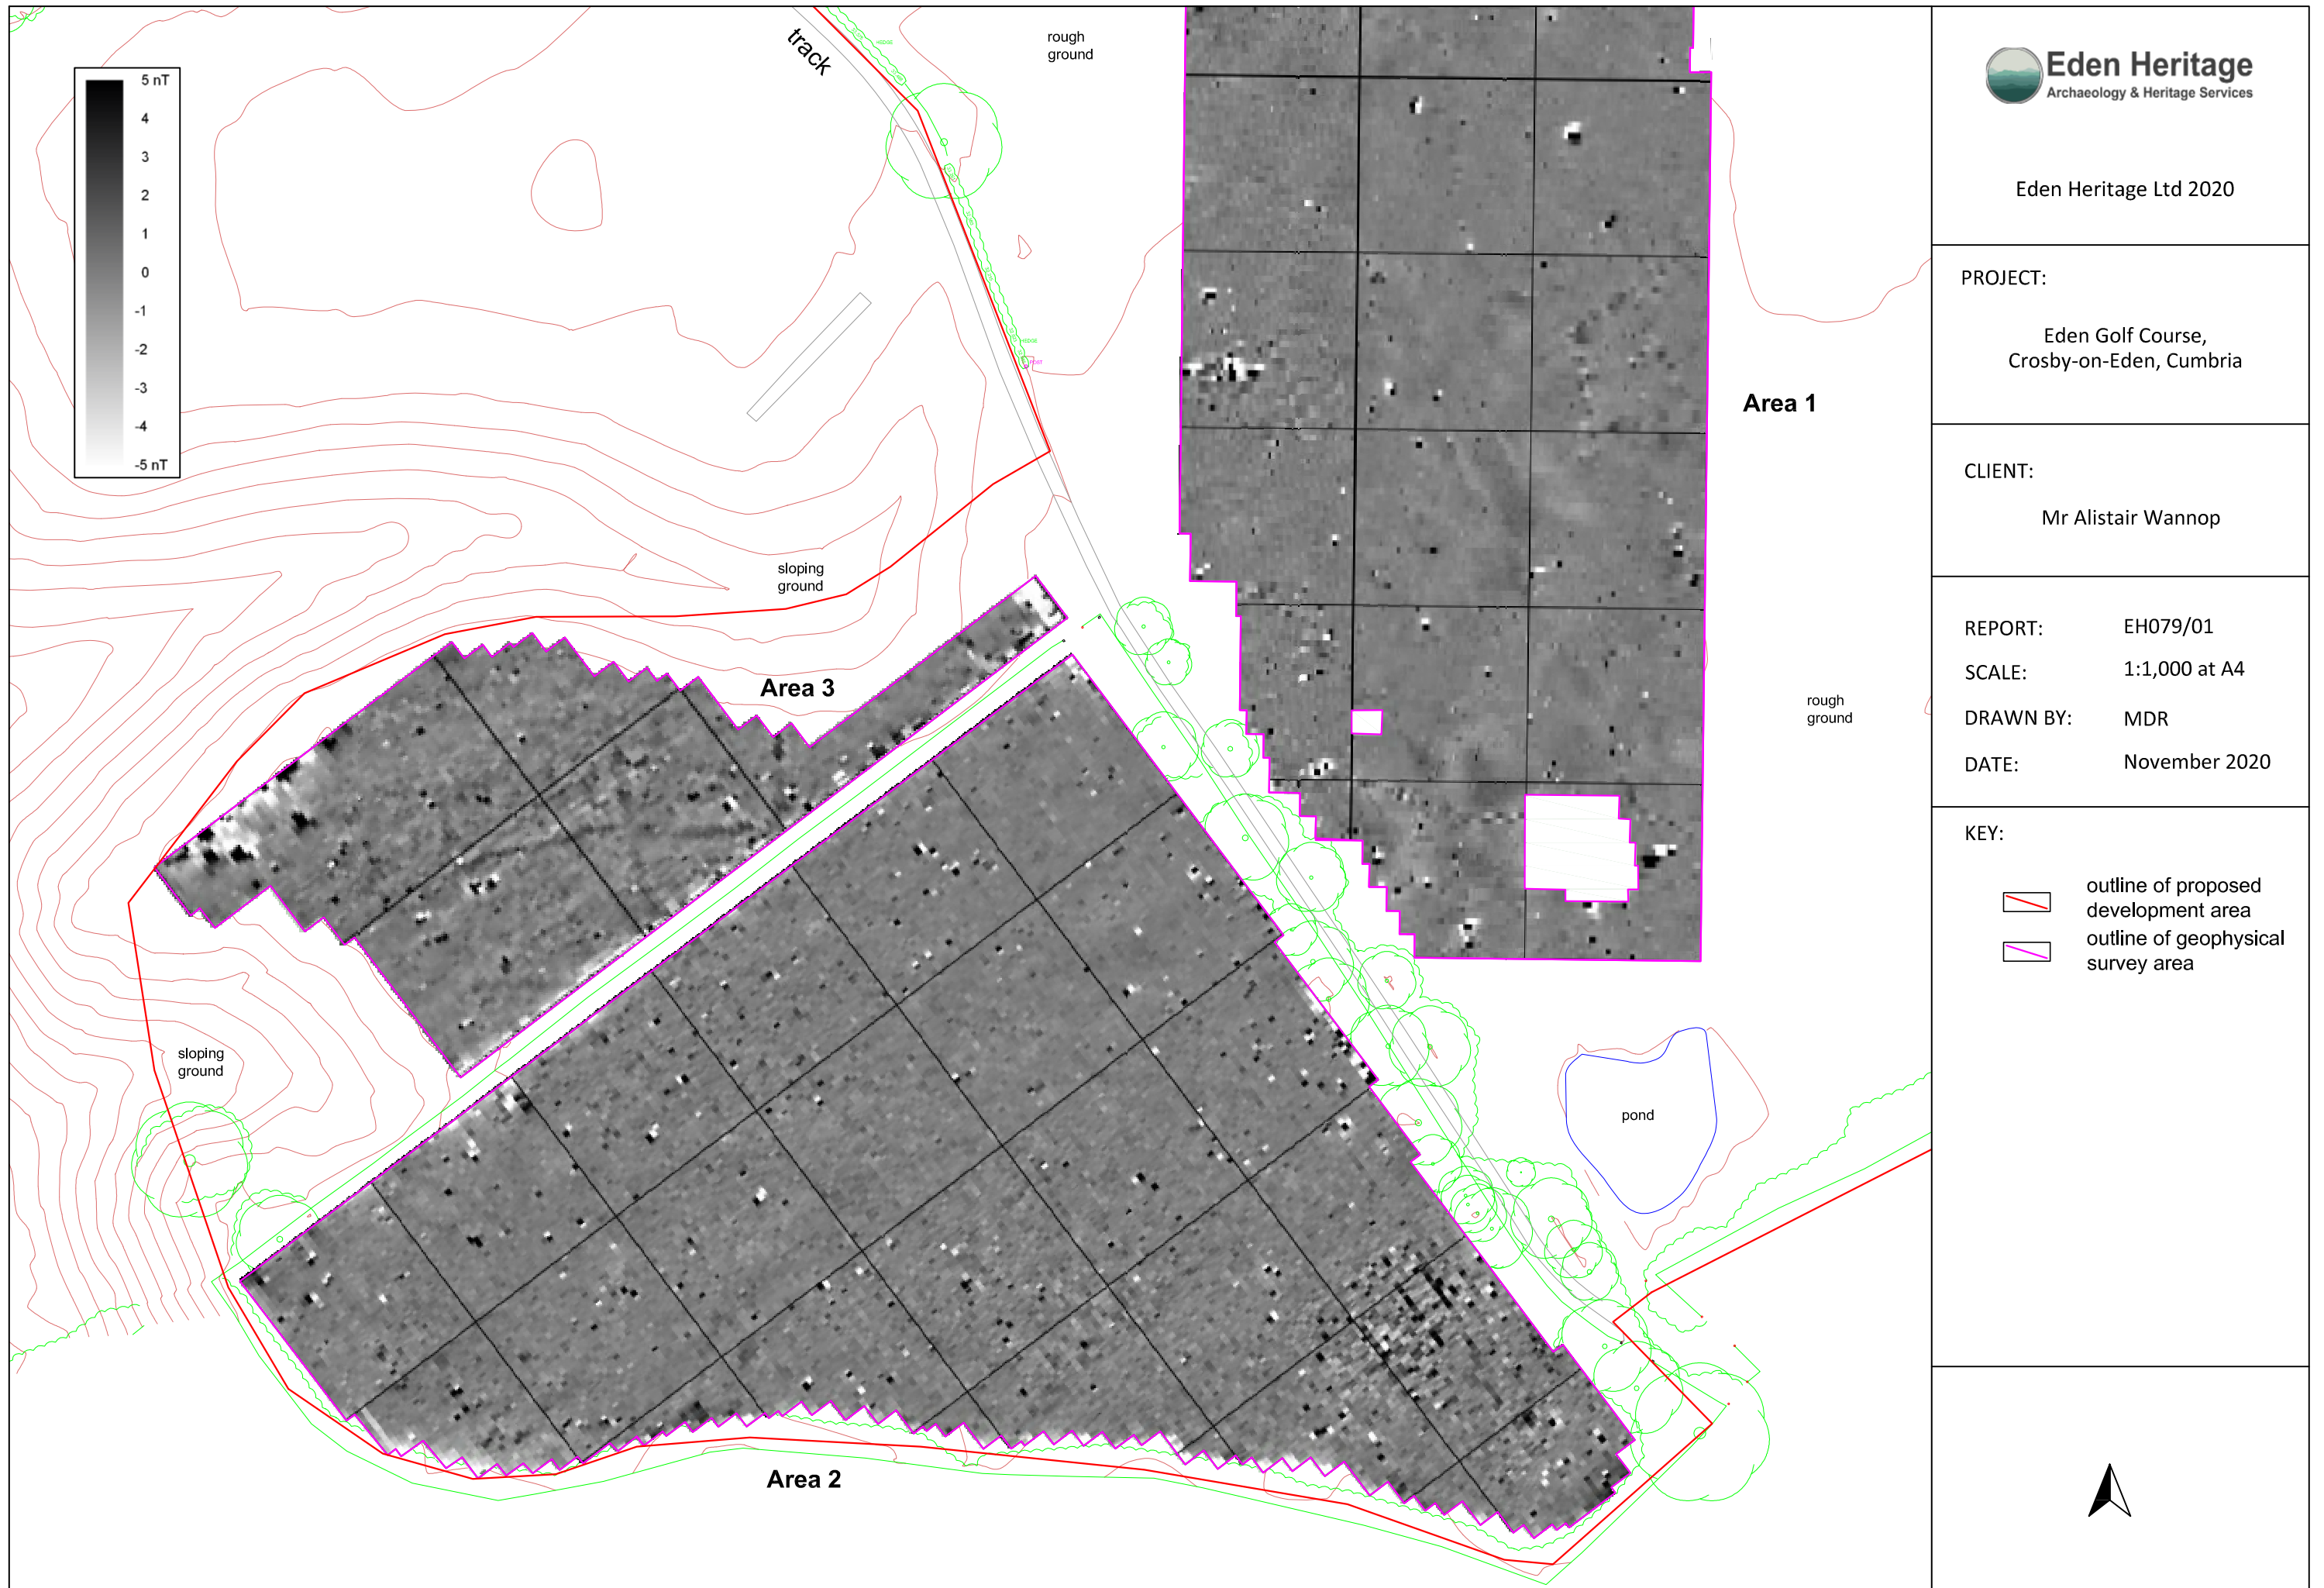 track
rough
ground
5 nT
4
3
2
1
0
-1
-2
-3
-4
-5 nT
HEDGE
HEDGE
POST
Area 1
sloping
ground
Area 3
rough
ground
sloping
ground
pond
Area 2
Eden Heritage
Archaeology & Heritage Services
Eden Heritage Ltd 2020
PROJECT:
Eden Golf Course,
Crosby-on-Eden, Cumbria
CLIENT:
Mr Alistair Wannop
REPORT: EH079/01
SCALE: 1:1,000 at A4
DRAWN BY: MDR
DATE: November 2020
KEY:
outline of proposed
development area
outline of geophysical
survey area